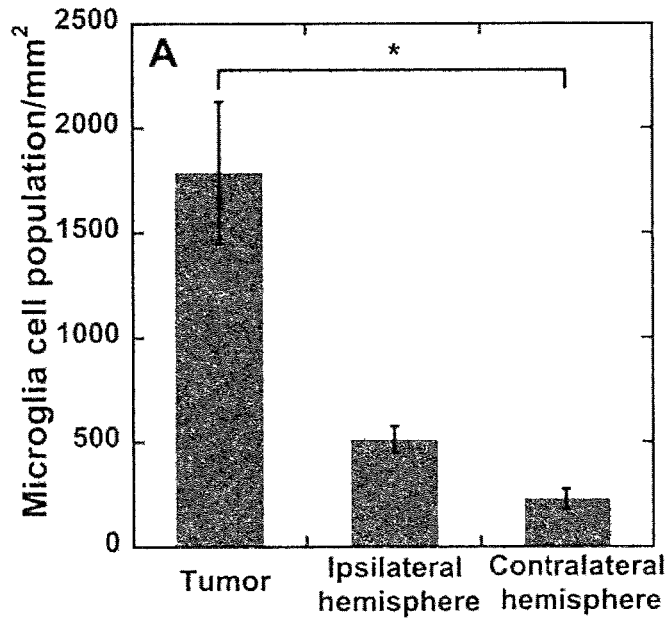 A
*
Microglia cell population/mm²
2500
2000
1500
1000
500
0
Tumor
Ipsilateral
hemisphere
Contralateral
hemisphere